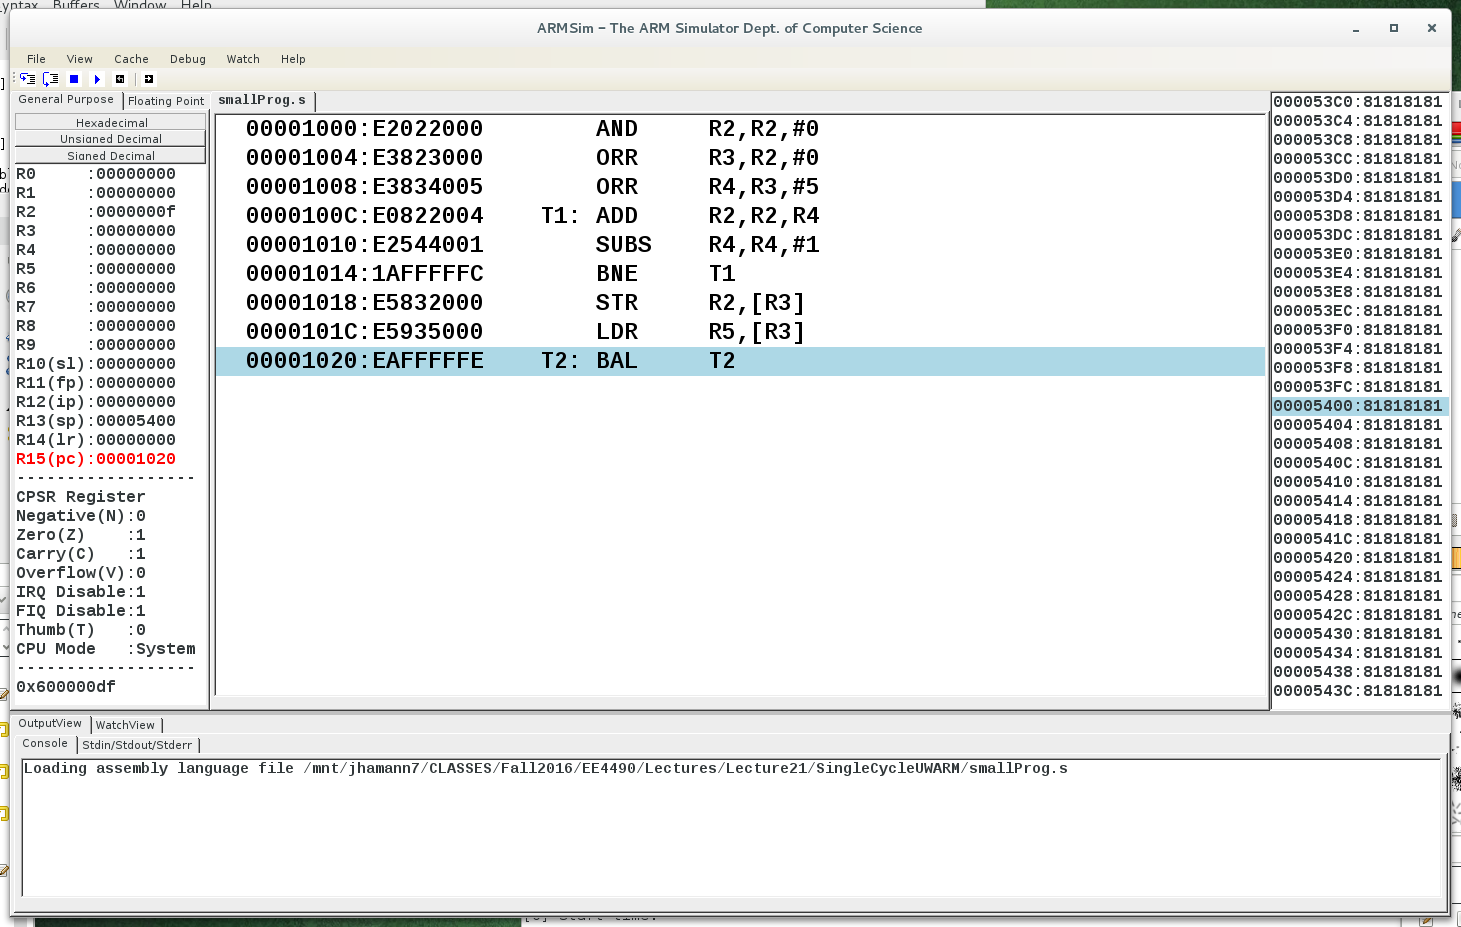 yntax Buffers Window Help
ARMSim – The ARM Simulator Dept. of Computer Science
File View Cache Debug Watch Help
General Purpose Floating Point smallProg.s
Hexadecimal
Unsigned Decimal
Signed Decimal
R0 :00000000
R1 :00000000
R2 :0000000f
R3 :00000000
R4 :00000000
R5 :00000000
R6 :00000000
R7 :00000000
R8 :00000000
R9 :00000000
R10(sl):00000000
R11(fp):00000000
R12(ip):00000000
R13(sp):00005400
R14(lr):00000000
R15(pc):00001020
------------------
CPSR Register
Negative(N):0
Zero(Z) :1
Carry(C) :1
Overflow(V):0
IRQ Disable:1
FIQ Disable:1
Thumb(T) :0
CPU Mode :System
------------------
0x600000df
00001000:E2022000 AND R2,R2,#0
00001004:E3823000 ORR R3,R2,#0
00001008:E3834005 ORR R4,R3,#5
0000100C:E0822004 T1: ADD R2,R2,R4
00001010:E2544001 SUBS R4,R4,#1
00001014:1AFFFFFC BNE T1
00001018:E5832000 STR R2,[R3]
0000101C:E5935000 LDR R5,[R3]
00001020:EAFFFFFE T2: BAL T2
000053C0:81818181
000053C4:81818181
000053C8:81818181
000053CC:81818181
000053D0:81818181
000053D4:81818181
000053D8:81818181
000053DC:81818181
000053E0:81818181
000053E4:81818181
000053E8:81818181
000053EC:81818181
000053F0:81818181
000053F4:81818181
000053F8:81818181
000053FC:81818181
00005400:81818181
00005404:81818181
00005408:81818181
0000540C:81818181
00005410:81818181
00005414:81818181
00005418:81818181
0000541C:81818181
00005420:81818181
00005424:81818181
00005428:81818181
0000542C:81818181
00005430:81818181
00005434:81818181
00005438:81818181
0000543C:81818181
OutputView WatchView
Console Stdin/Stdout/Stderr
Loading assembly language file /mnt/jhamann7/CLASSES/Fall2016/EE4490/Lectures/Lecture21/SingleCycleUWARM/smallProg.s